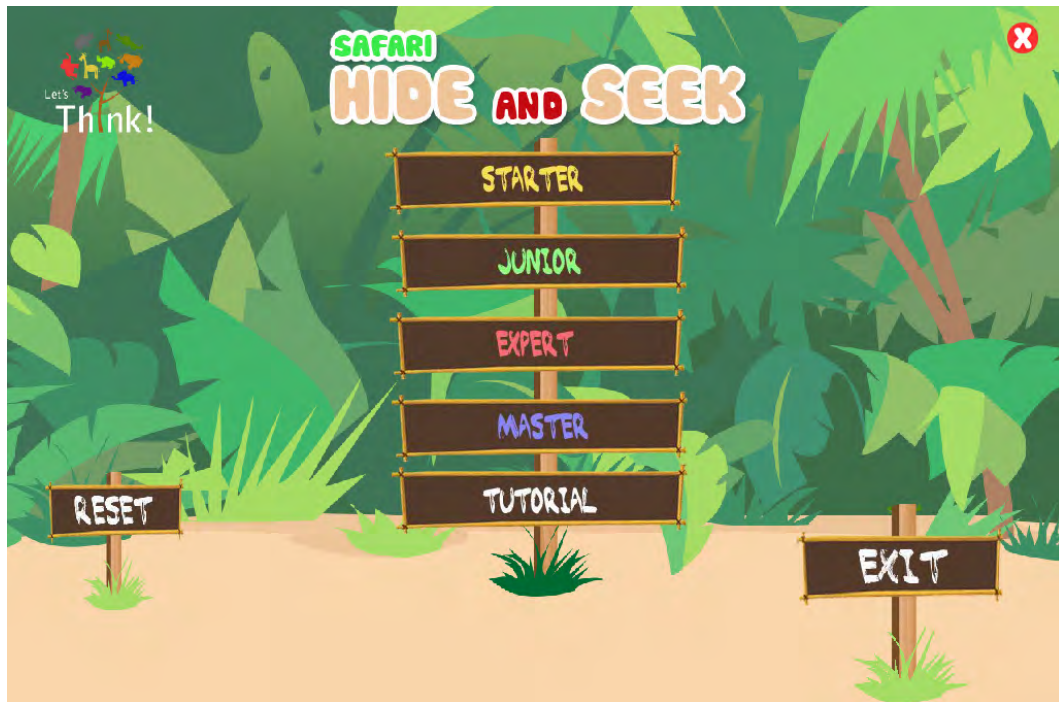 Let's
Think!
SAFARI
HIDE AND SEEK
X
STARTER
JUNIOR
EXPERT
MASTER
TUTORIAL
RESET
EXIT